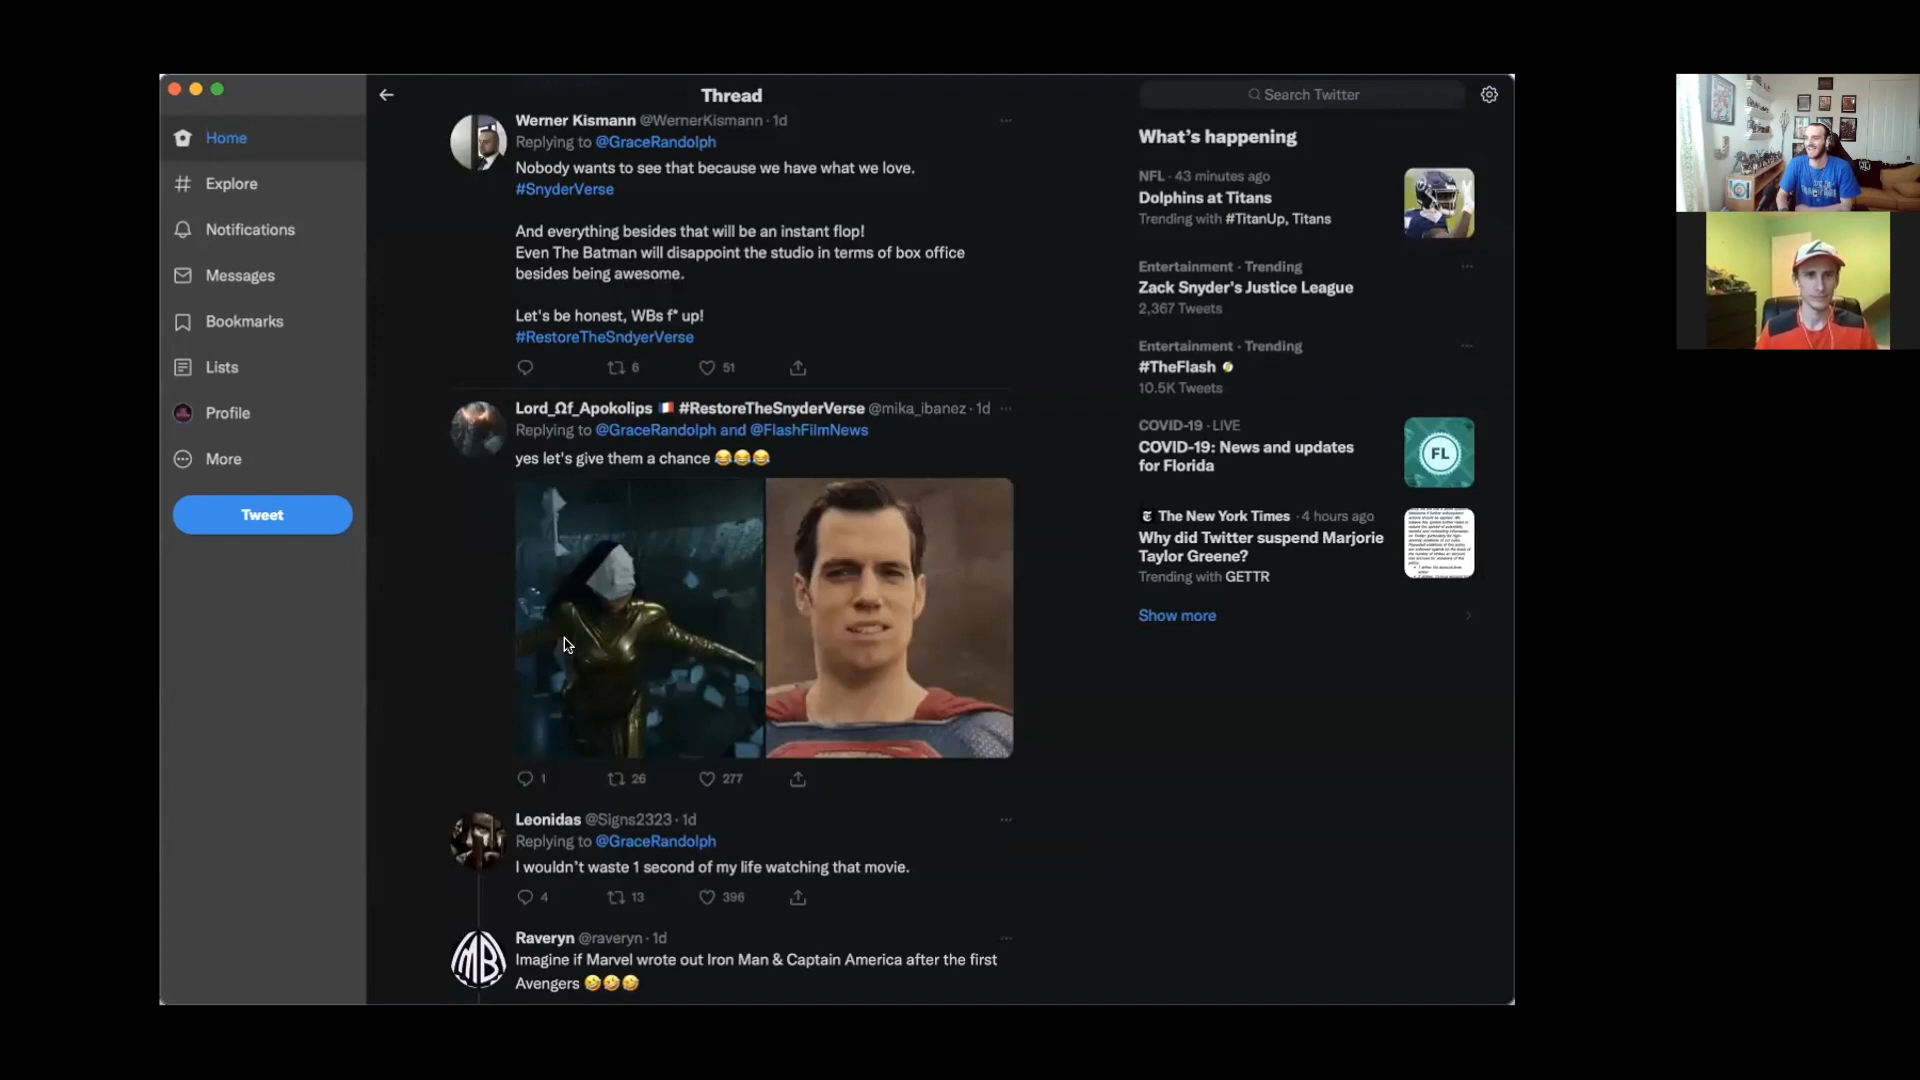 Home
Explore
Notifications
Messages
Bookmarks
Lists
Profile
More
Tweet
Thread
Werner Kismann @WernerKismann · 1d
Replying to @GraceRandolph
Nobody wants to see that because we have what we love.
#SnyderVerse
And everything besides that will be an instant flop!
Even The Batman will disappoint the studio in terms of box office
besides being awesome.
Let's be honest, WBs f* up!
#RestoreTheSndyerVerse
6 51
Lord_Ωf_Apokolips 🇫🇷 #RestoreTheSnyderVerse @mika_ibanez · 1d
Replying to @GraceRandolph and @FlashFilmNews
yes let's give them a chance 😂😂😂
1 26 277
Leonidas @Signs2323 · 1d
Replying to @GraceRandolph
I wouldn't waste 1 second of my life watching that movie.
4 13 396
Raveryn @raveryn · 1d
MB
Imagine if Marvel wrote out Iron Man & Captain America after the first
Avengers 🤣🤣🤣
Search Twitter
What's happening
NFL · 43 minutes ago
Dolphins at Titans
Trending with #TitanUp, Titans
Entertainment · Trending
Zack Snyder's Justice League
2,367 Tweets
Entertainment · Trending
#TheFlash
10.5K Tweets
COVID-19 · LIVE
COVID-19: News and updates
for Florida
FL
The New York Times · 4 hours ago
Why did Twitter suspend Marjorie
Taylor Greene?
Trending with GETTR
Show more